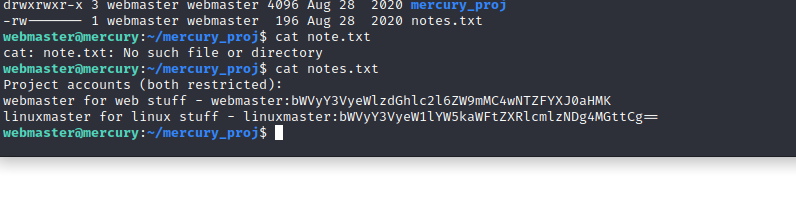 drwxrwxr-x 3 webmaster webmaster 4096 Aug 28  2020 mercury_proj
-rw------- 1 webmaster webmaster  196 Aug 28  2020 notes.txt
webmaster@mercury:~/mercury_proj$ cat note.txt
cat: note.txt: No such file or directory
webmaster@mercury:~/mercury_proj$ cat notes.txt
Project accounts (both restricted):
webmaster for web stuff - webmaster:bWVyY3VyeWlzdGhlc2l6ZW9mMC4wNTZFYXJ0aHMK
linuxmaster for linux stuff - linuxmaster:bWVyY3VyeW1lYW5kaWFtZXRlcmlzNDg4MGttCg==
webmaster@mercury:~/mercury_proj$